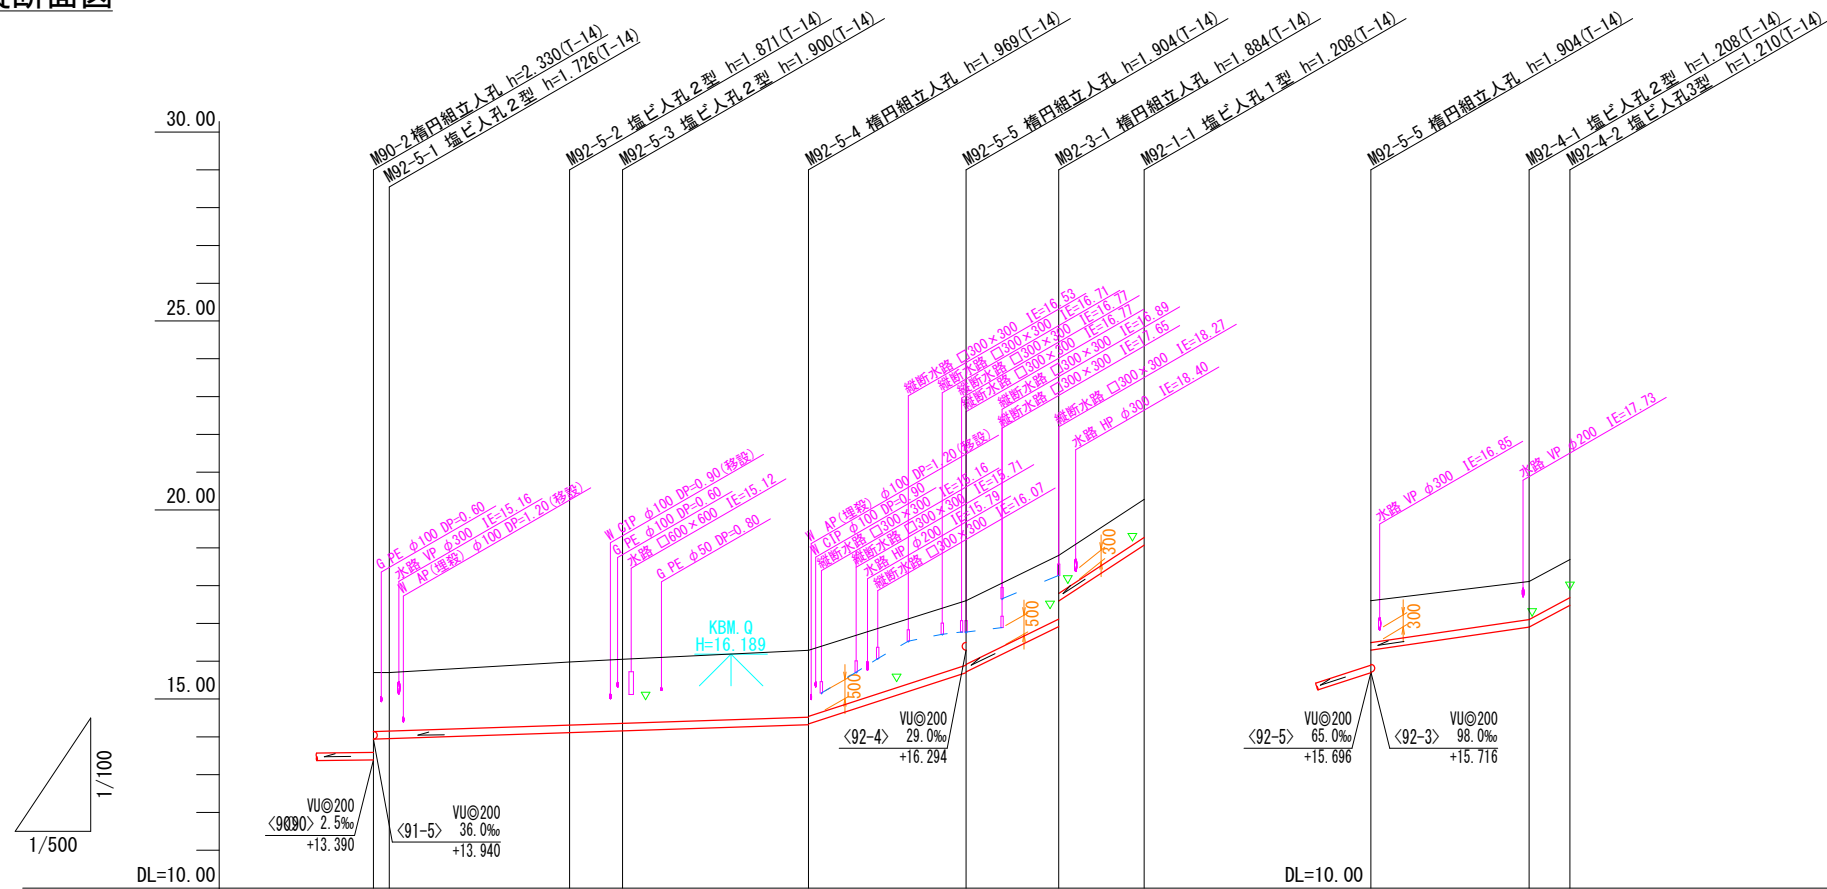 縦断面図
M90-2楕円組立人孔 h=2.330(T-14)
M92-5-1 塩ビ人孔2型 h=1.726(T-14)
M92-5-2 塩ビ人孔2型 h=1.871(T-14)
M92-5-3 塩ビ人孔2型 h=1.900(T-14)
M92-5-4 楕円組立人孔 h=1.969(T-14)
M92-5-5 楕円組立人孔 h=1.904(T-14)
M92-3-1 楕円組立人孔 h=1.884(T-14)
M92-1-1 塩ビ人孔1型 h=1.208(T-14)
M92-5-5 楕円組立人孔 h=1.904(T-14)
M92-4-1 塩ビ人孔2型 h=1.208(T-14)
M92-4-2 塩ビ人孔3型 h=1.210(T-14)
30.00
25.00
20.00
15.00
DL=10.00
DL=10.00
G PE φ100 DP=0.60
水路 VP φ300 IE=15.16
W AP(埋殺) φ100 DP=1.20(移設)
W CIP φ100 DP=0.90(移設)
G PE φ100 DP=0.60
水路 □600×600 IE=15.12
G PE φ50 DP=0.80
KBM.Q
H=16.189
W AP(埋殺) φ100 DP=1.20(移設)
W CIP φ100 DP=0.90
縦断水路 □300×300 IE=15.16
縦断水路 □300×300 IE=15.71
水路 HP φ200 IE=15.79
縦断水路 □300×300 IE=16.07
縦断水路 □300×300 IE=16.53
縦断水路 □300×300 IE=16.71
縦断水路 □300×300 IE=16.77
縦断水路 □300×300 IE=16.77
縦断水路 □300×300 IE=16.89
縦断水路 □300×300 IE=17.65
縦断水路 □300×300 IE=18.27
水路 HP φ300 IE=18.40
水路 VP φ300 IE=16.85
水路 VP φ200 IE=17.73
500
500
300
300
1/100
1/500
VU◎200
2.5‰
+13.390
〈91-5〉
VU◎200
36.0‰
+13.940
〈92-4〉
VU◎200
29.0‰
+16.294
〈92-5〉
VU◎200
65.0‰
+15.696
〈92-3〉
VU◎200
98.0‰
+15.716